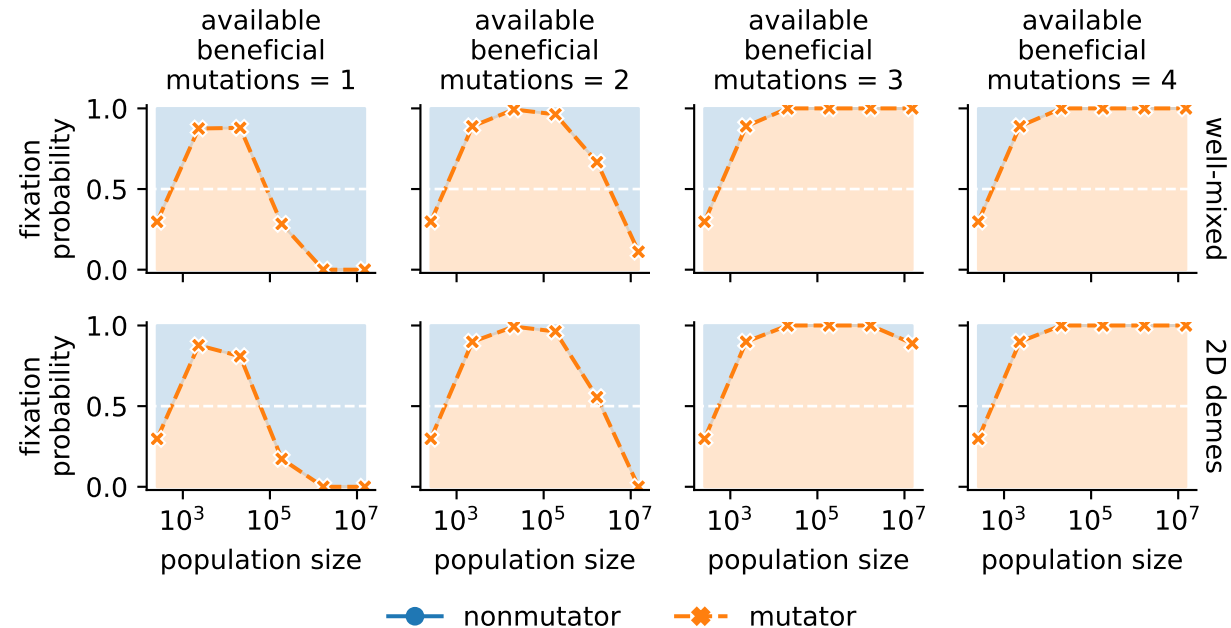 available
beneficial
mutations = 1
available
beneficial
mutations = 2
available
beneficial
mutations = 3
available
beneficial
mutations = 4
fixation
probability
1.0
0.5
0.0
well-mixed
fixation
probability
1.0
0.5
0.0
2D demes
10³ 10⁵ 10⁷
10³ 10⁵ 10⁷
10³ 10⁵ 10⁷
10³ 10⁵ 10⁷
population size
population size
population size
population size
nonmutator
mutator